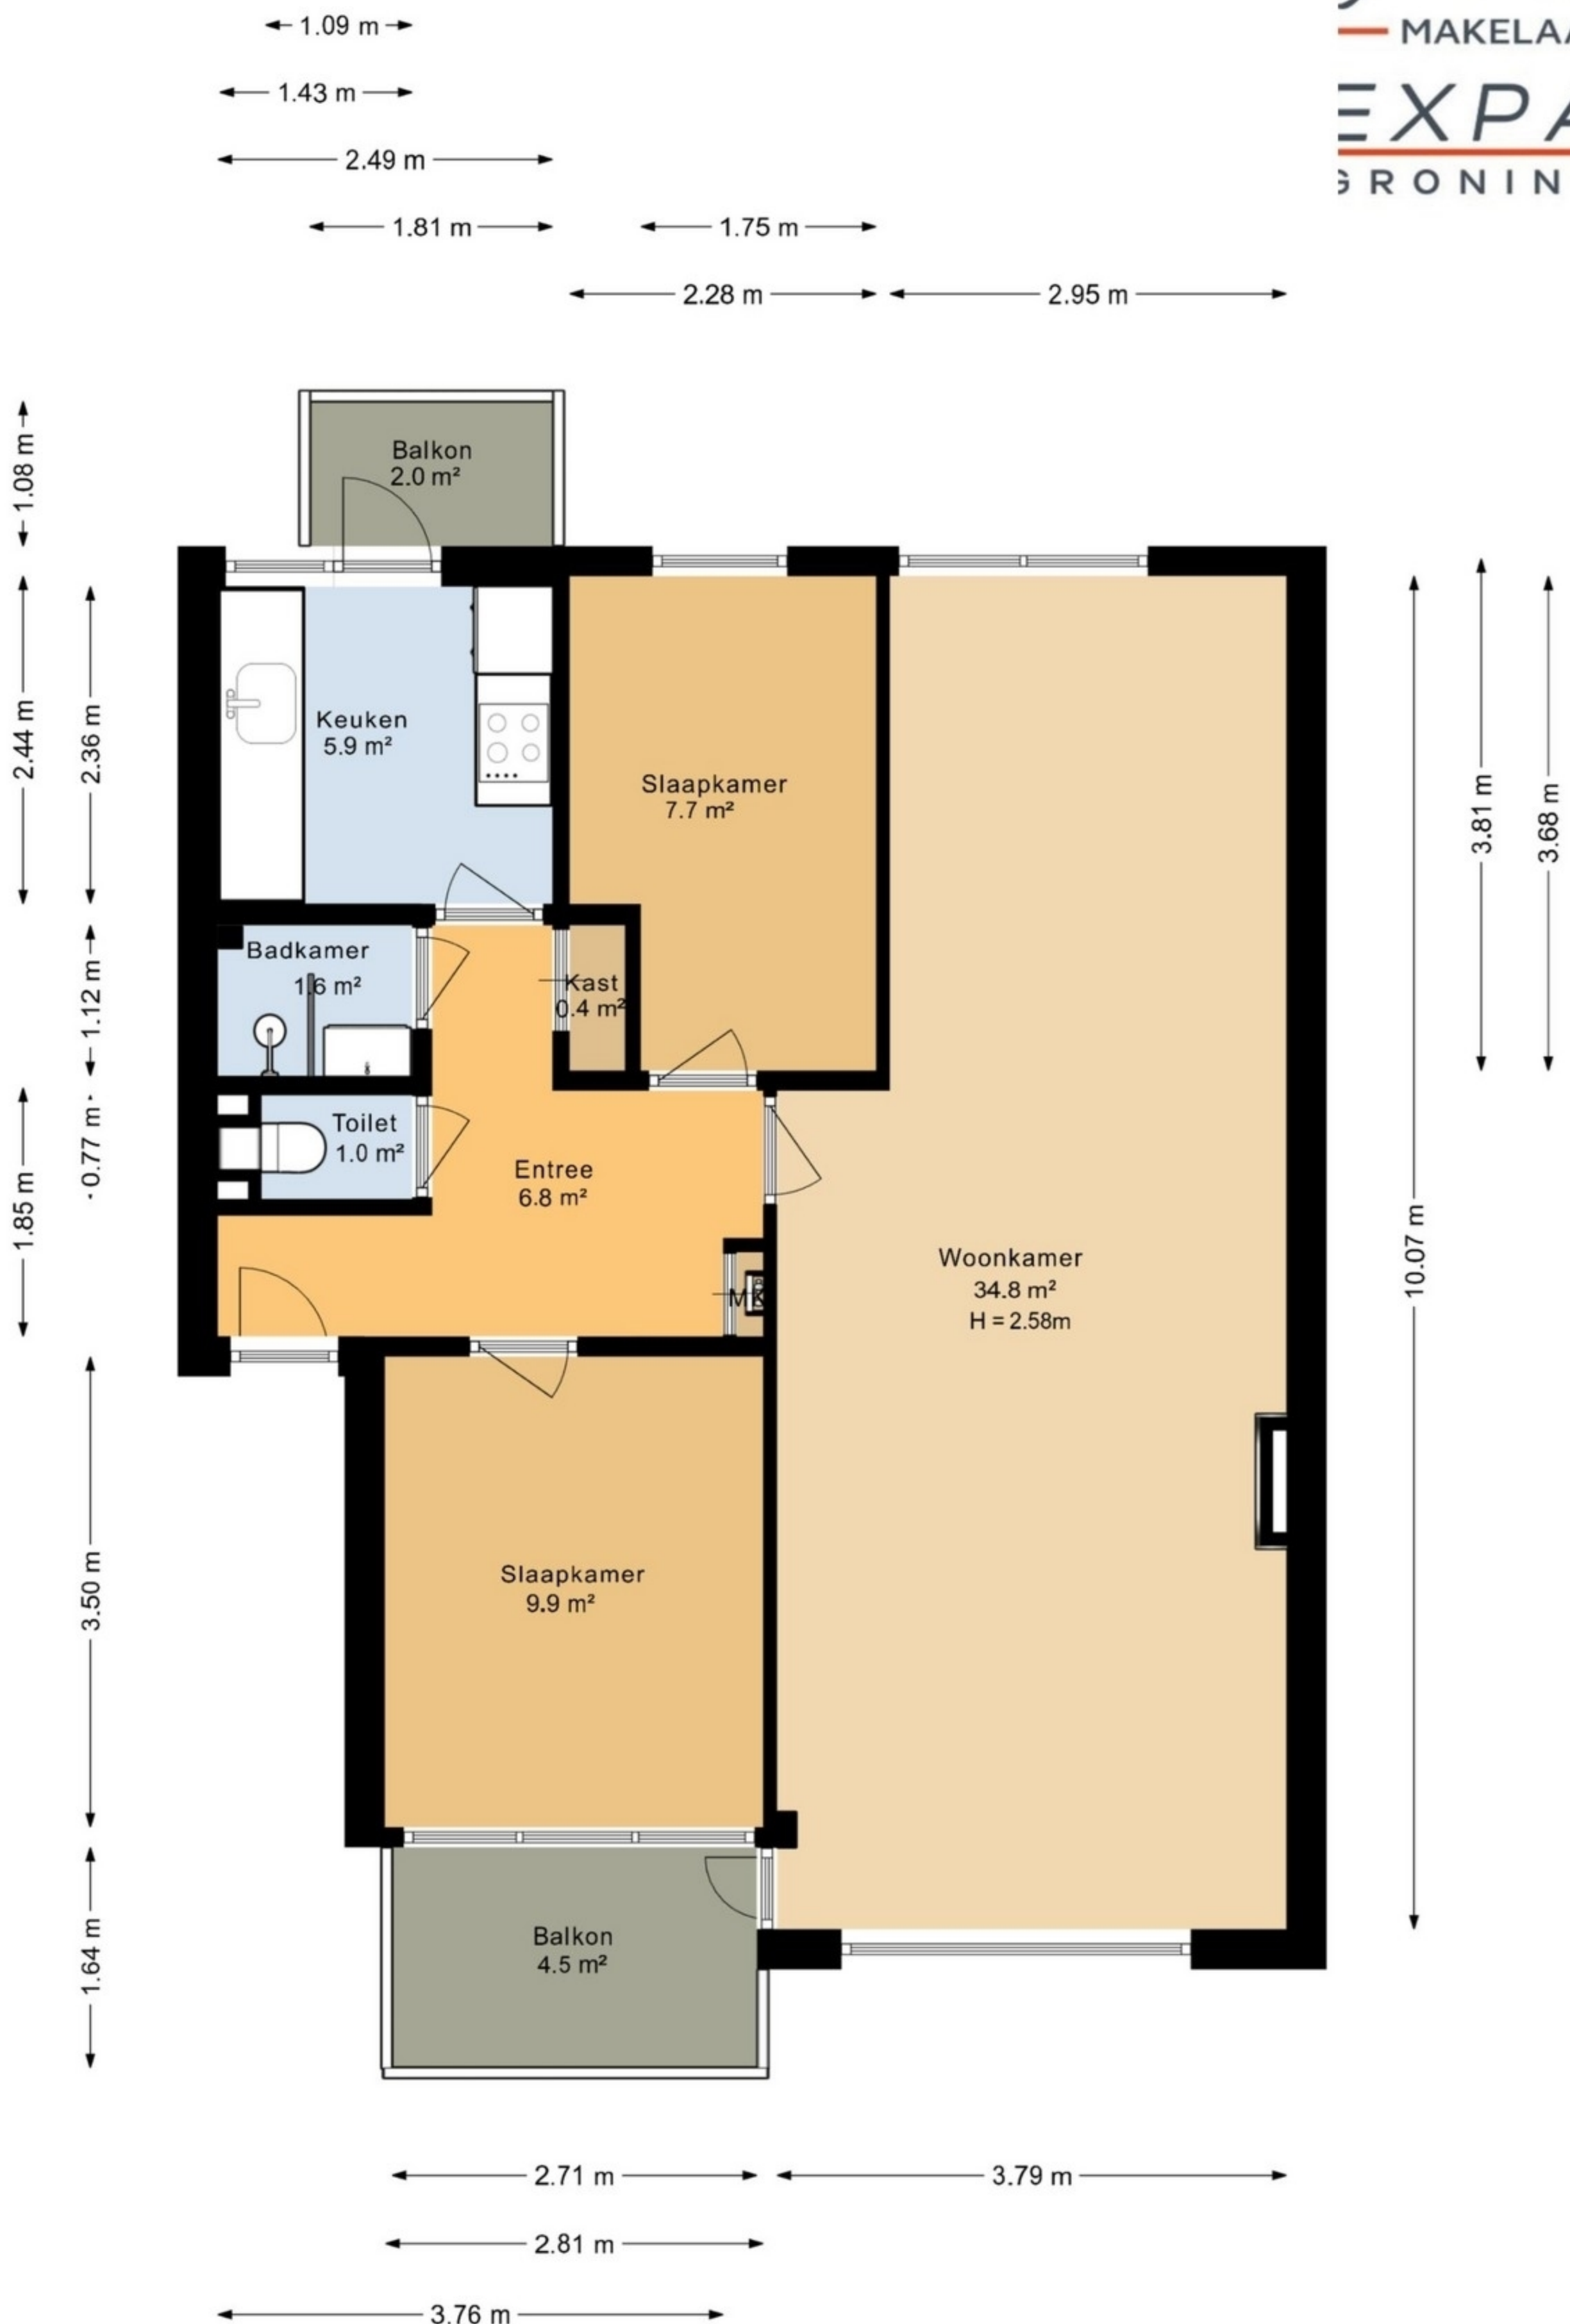 MAKELAA
EXPA
GRONIN
1.09 m
1.43 m
2.49 m
1.81 m
1.75 m
2.28 m
2.95 m
1.08 m
2.44 m
2.36 m
1.12 m
0.77 m
1.85 m
3.50 m
1.64 m
Balkon
2.0 m²
Keuken
5.9 m²
Slaapkamer
7.7 m²
Badkamer
1.6 m²
Kast
0.4 m²
Toilet
1.0 m²
Entree
6.8 m²
MK
Woonkamer
34.8 m²
H = 2.58m
Slaapkamer
9.9 m²
Balkon
4.5 m²
3.81 m
3.68 m
10.07 m
2.71 m
3.79 m
2.81 m
3.76 m